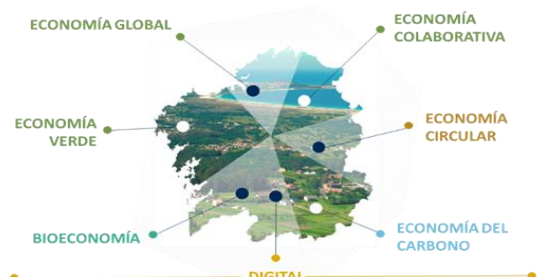 ECONOMÍA GLOBAL
ECONOMÍA
COLABORATIVA
ECONOMÍA
VERDE
ECONOMÍA
CIRCULAR
BIOECONOMÍA
ECONOMÍA DEL
CARBONO
DIGITAL